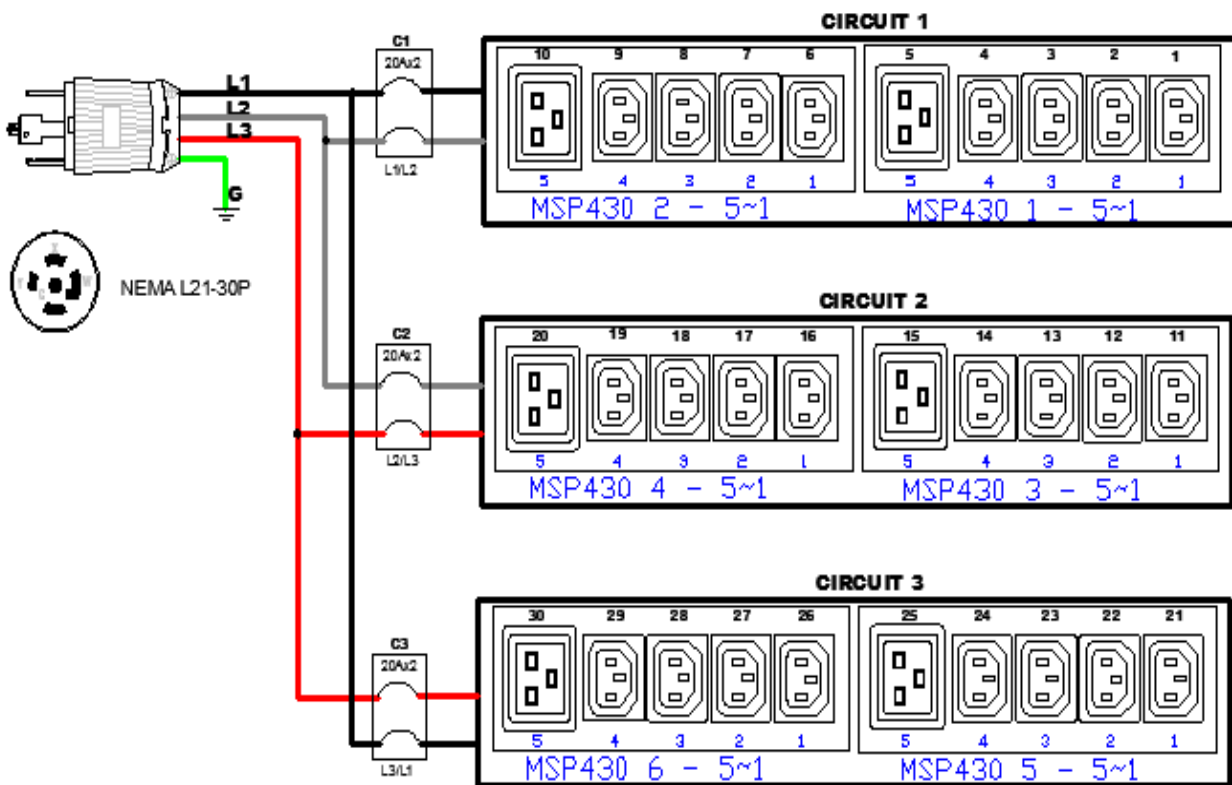 CIRCUIT 1
C1
20Ax2
L1/L2
10 9 8 7 6 5 4 3 2 1
5 4 3 2 1 5 4 3 2 1
MSP430 2 - 5~1 MSP430 1 - 5~1
L1
L2
L3
G
NEMA L21-30P
CIRCUIT 2
C2
20Ax2
L2/L3
20 19 18 17 16 15 14 13 12 11
5 4 3 2 1 5 4 3 2 1
MSP430 4 - 5~1 MSP430 3 - 5~1
CIRCUIT 3
C3
20Ax2
L3/L1
30 29 28 27 26 25 24 23 22 21
5 4 3 2 1 5 4 3 2 1
MSP430 6 - 5~1 MSP430 5 - 5~1